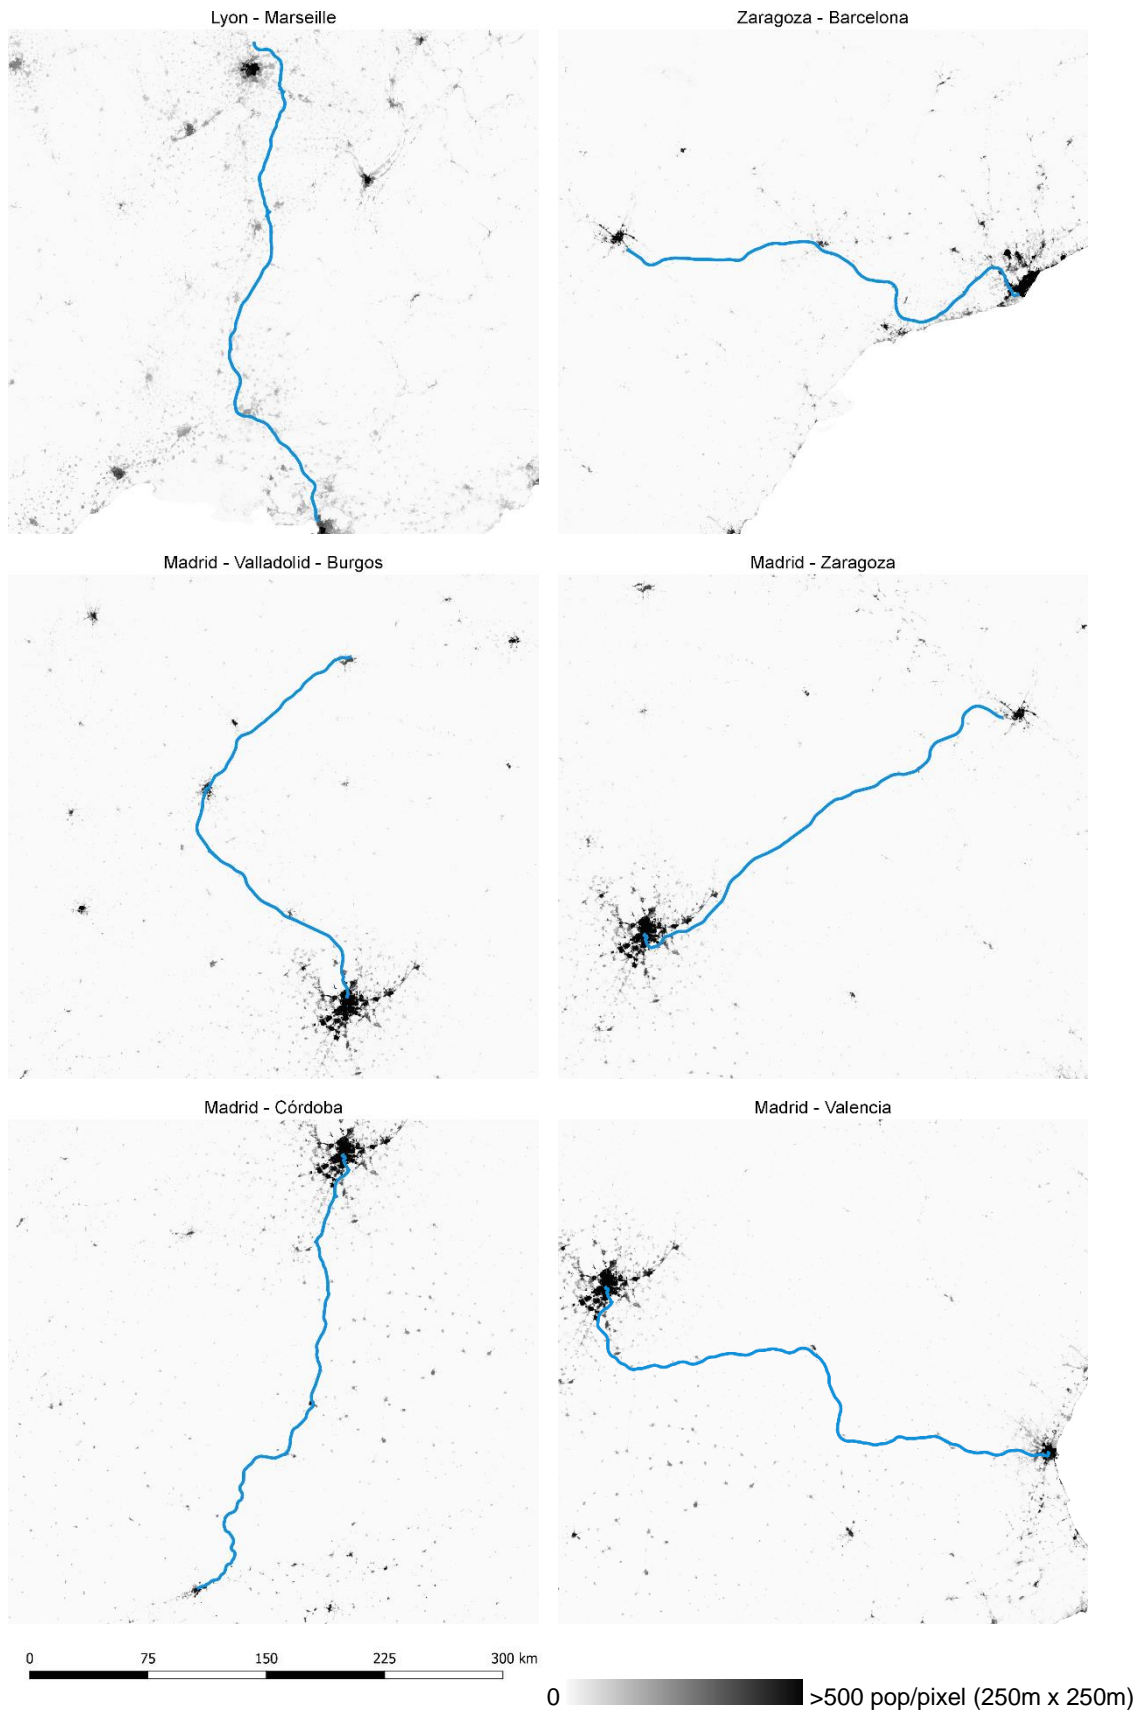 Lyon - Marseille
Zaragoza - Barcelona
Madrid - Valladolid - Burgos
Madrid - Zaragoza
Madrid - Córdoba
Madrid - Valencia
0 75 150 225 300 km
0 >500 pop/pixel (250m x 250m)